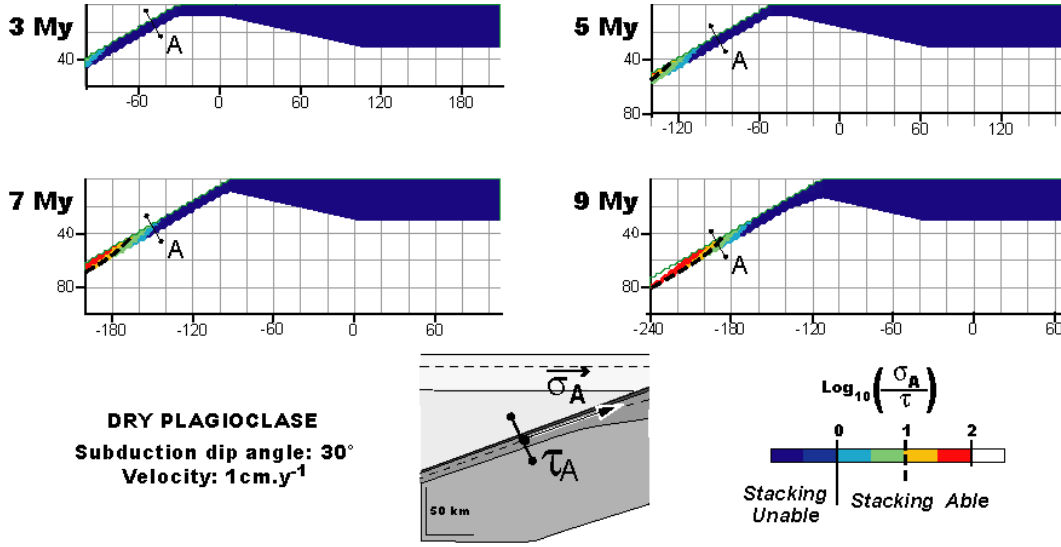 3 My
A
40
-60 0 60 120 180
5 My
A
40
80
-120 -60 0 60 120
7 My
A
40
80
-180 -120 -60 0 60
9 My
A
40
80
-240 -180 -120 -60 0 60
DRY PLAGIOCLASE
Subduction dip angle: 30°
Velocity: 1cm.y-1
σA
τA
50 km
Log10(σA/τ)
0 1 2
Stacking Unable
Stacking Able